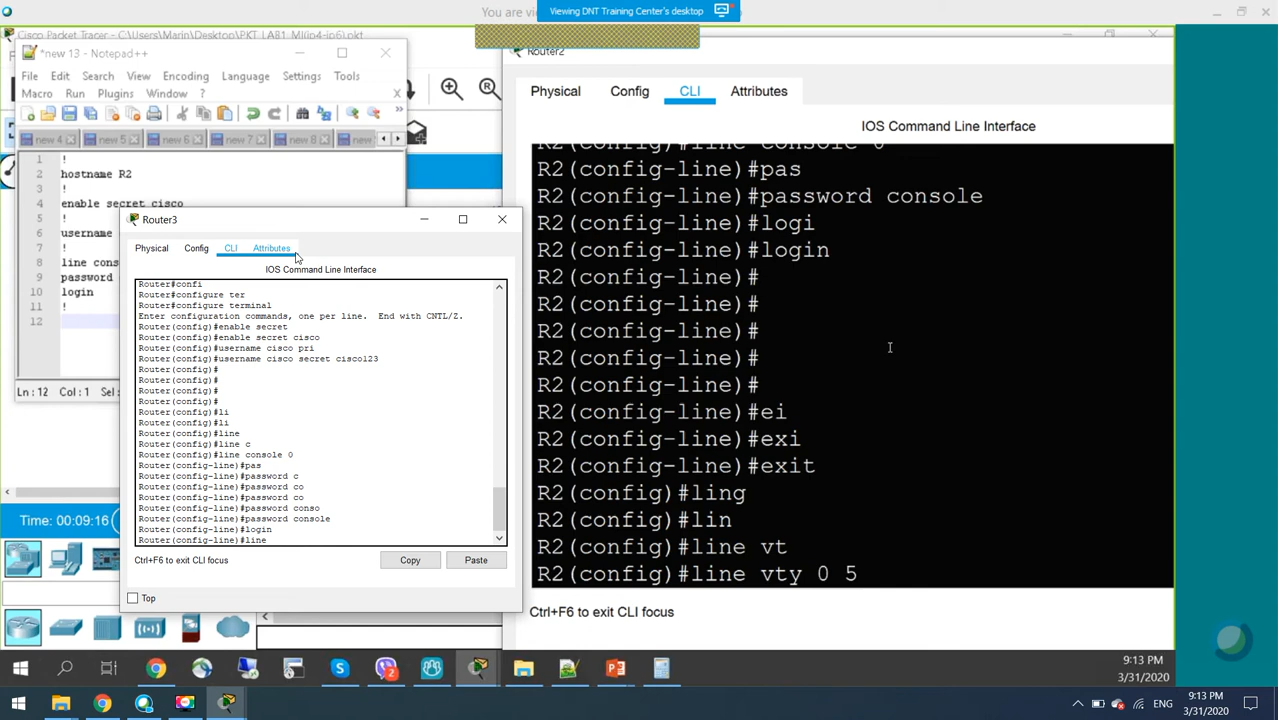 You are vie
Viewing DNT Training Center's desktop
Cisco Packet Tracer - C:\Users\Marin\Desktop\PKT_LAB1_MI(ip4-ip6).pkt
*new 13 - Notepad++
File Edit Search View Encoding Language Settings Tools
Macro Run Plugins Window ? X
new 4 new 5 new 6 new 7 new 8 new
1 !
2 hostname R2
3 !
4 enable secret cisco
5 !
6 username
7 !
8 line cons
9 password
10 login
11 !
12
Ln : 12 Col : 1 Sel :
Time: 00:09:16
Router3
Physical Config CLI Attributes
IOS Command Line Interface
Router#confi
Router#configure ter
Router#configure terminal
Enter configuration commands, one per line. End with CNTL/Z.
Router(config)#enable secret
Router(config)#enable secret cisco
Router(config)#username cisco pri
Router(config)#username cisco secret cisco123
Router(config)#
Router(config)#
Router(config)#
Router(config)#
Router(config)#li
Router(config)#li
Router(config)#line
Router(config)#line c
Router(config)#line console 0
Router(config-line)#pas
Router(config-line)#password c
Router(config-line)#password co
Router(config-line)#password co
Router(config-line)#password conso
Router(config-line)#password console
Router(config-line)#login
Router(config-line)#line
Ctrl+F6 to exit CLI focus
Copy Paste
Top
Router2
Physical Config CLI Attributes
IOS Command Line Interface
R2(config-line)#line console 0
R2(config-line)#pas
R2(config-line)#password console
R2(config-line)#logi
R2(config-line)#login
R2(config-line)#
R2(config-line)#
R2(config-line)#
R2(config-line)#
R2(config-line)#
R2(config-line)#ei
R2(config-line)#exi
R2(config-line)#exit
R2(config)#ling
R2(config)#lin
R2(config)#line vt
R2(config)#line vty 0 5
Ctrl+F6 to exit CLI focus
2
9:13 PM
3/31/2020
ENG
9:13 PM
3/31/2020